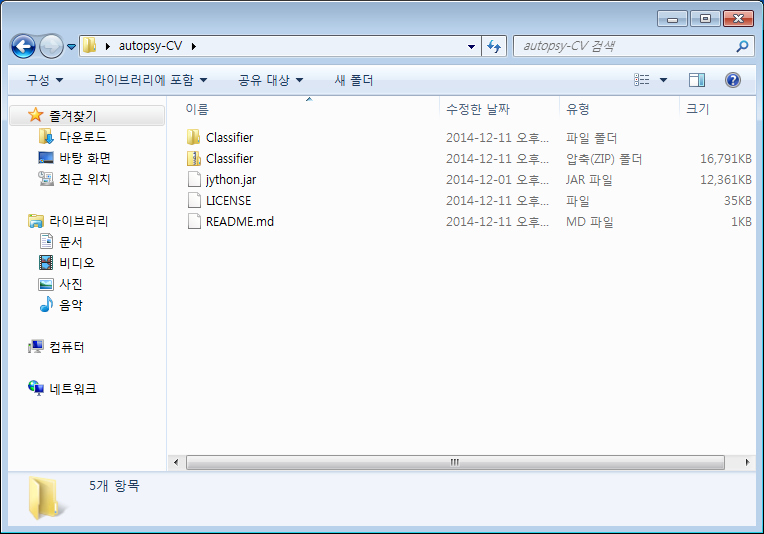 autopsy-CV
autopsy-CV 검색
구성 라이브러리에 포함 공유 대상 새 폴더
이름 수정한 날짜 유형 크기
즐겨찾기
다운로드
바탕 화면
최근 위치
라이브러리
문서
비디오
사진
음악
컴퓨터
네트워크
Classifier 2014-12-11 오후... 파일 폴더
Classifier 2014-12-11 오후... 압축(ZIP) 폴더 16,791KB
jython.jar 2014-12-01 오후... JAR 파일 12,361KB
LICENSE 2014-12-11 오후... 파일 35KB
README.md 2014-12-11 오후... MD 파일 1KB
5개 항목